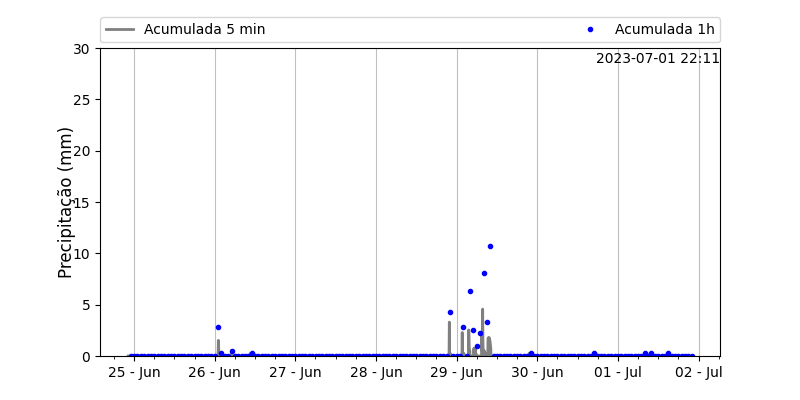 Acumulada 5 min
Acumulada 1h
2023-07-01 22:11
Precipitação (mm)
30
25
20
15
10
5
0
25 - Jun
26 - Jun
27 - Jun
28 - Jun
29 - Jun
30 - Jun
01 - Jul
02 - Jul